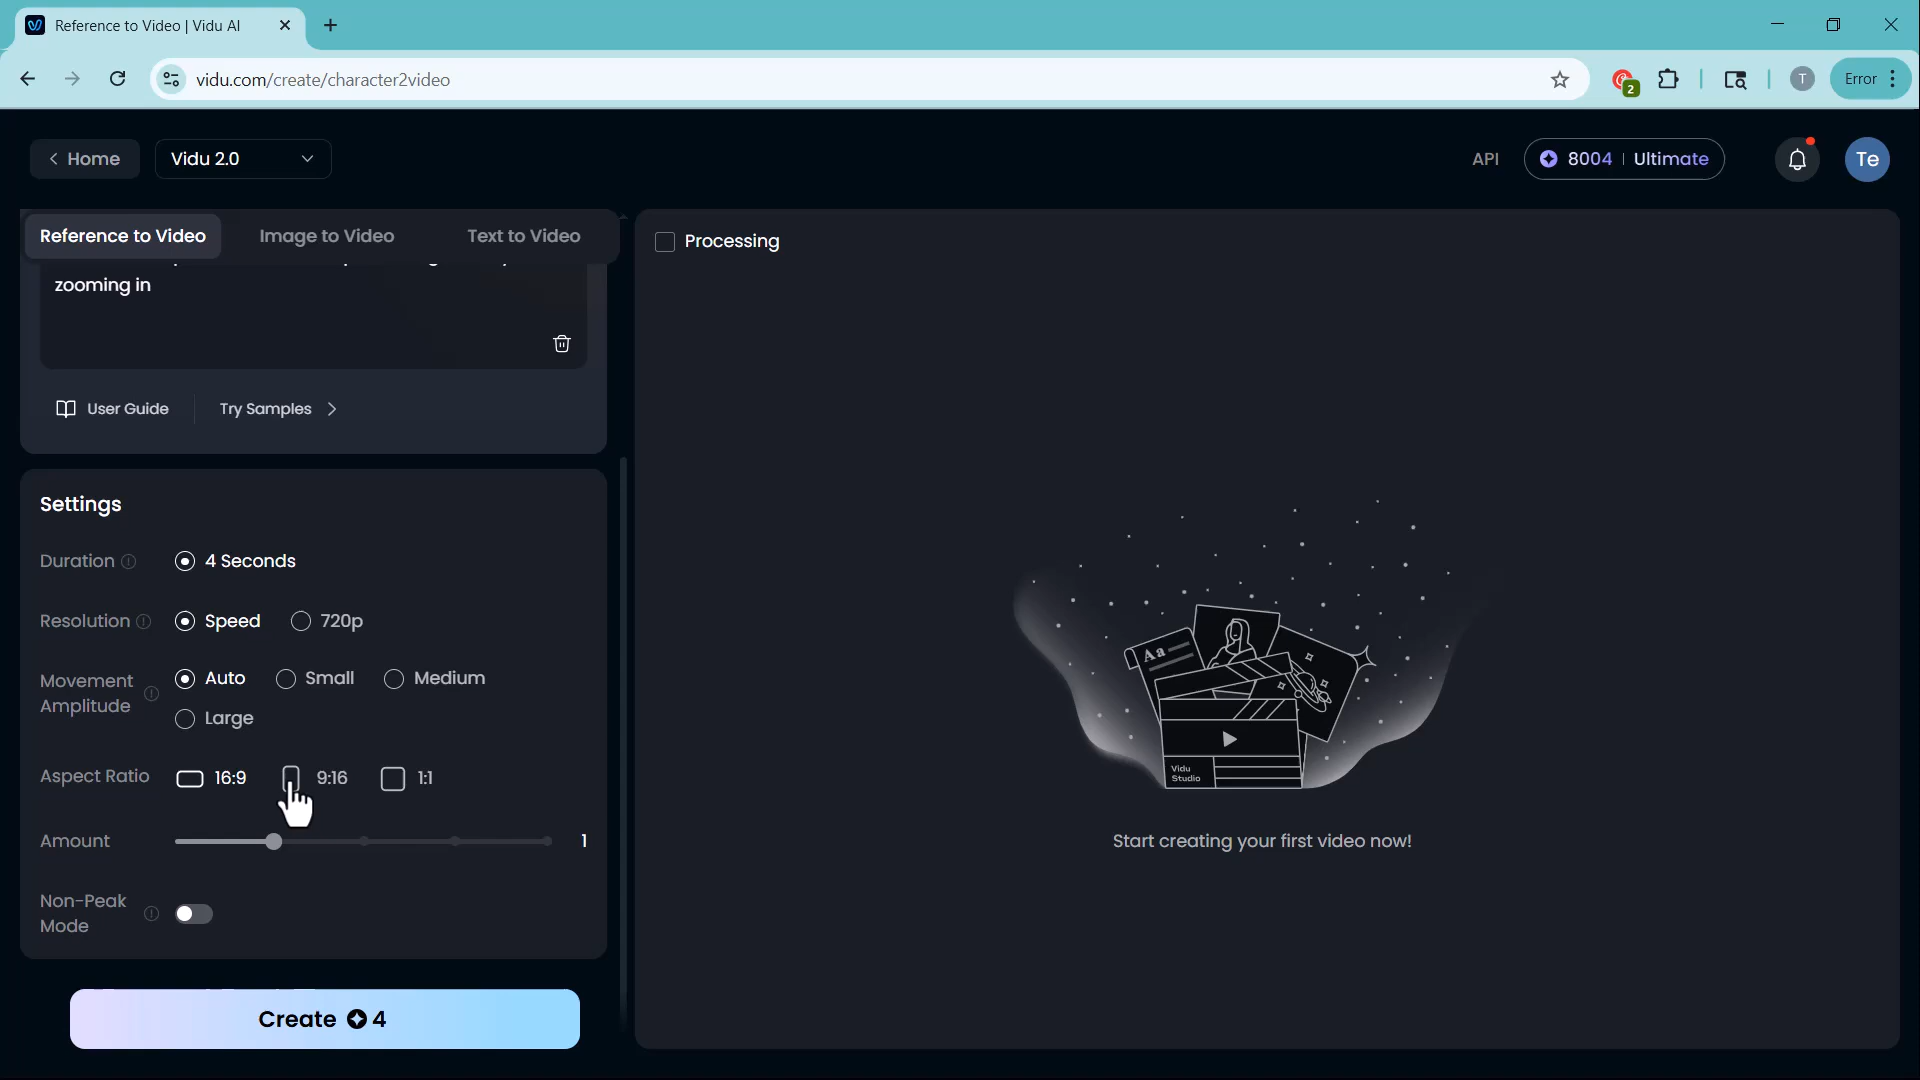 Reference to Video | Vidu AI
vidu.com/create/character2video
2
T
Error
Home
Vidu 2.0
API
8004 | Ultimate
Te
Reference to Video
Image to Video
Text to Video
zooming in
User Guide
Try Samples
Settings
Duration
4 Seconds
Resolution
Speed
720p
Movement
Amplitude
Auto
Small
Medium
Large
Aspect Ratio
16:9
9:16
1:1
Amount
1
Non-Peak
Mode
Create 4
Processing
Aa
Vidu
Studio
Start creating your first video now!